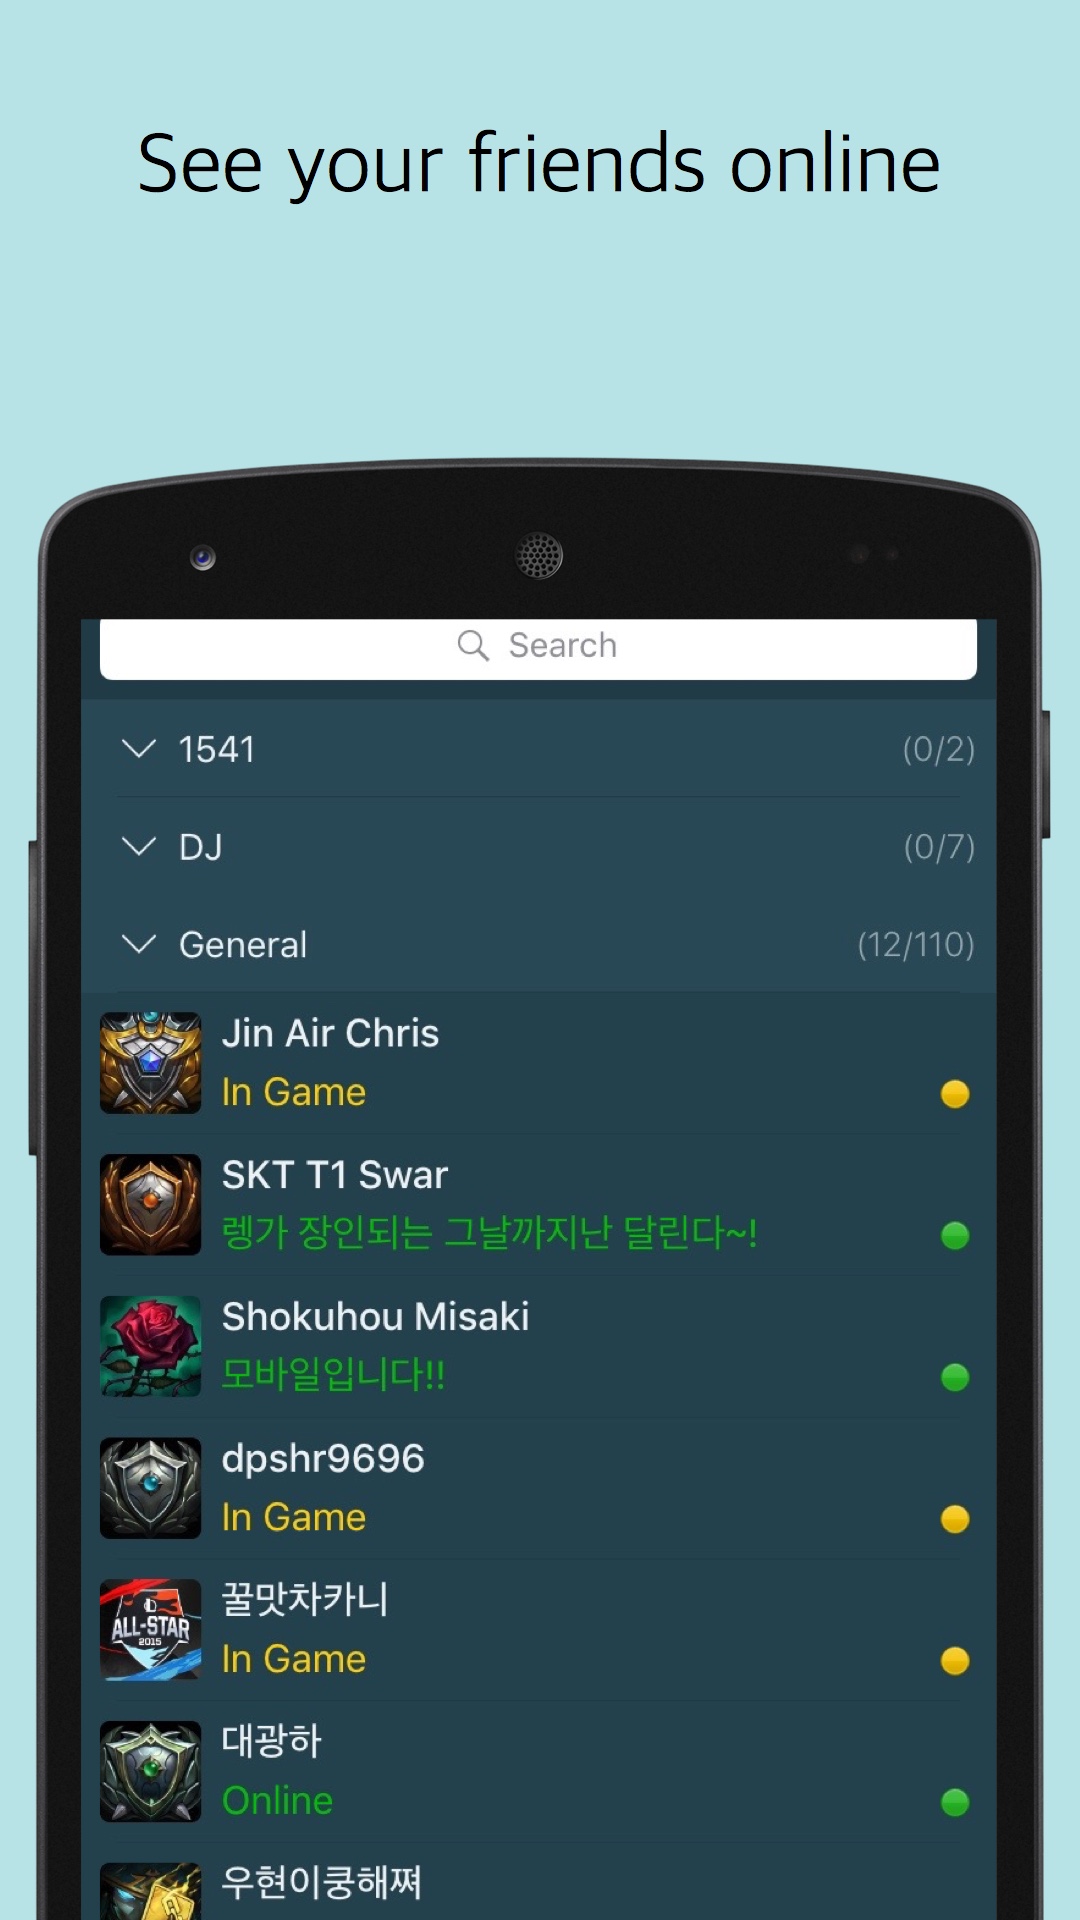 See your friends online
Search
1541 (0/2)
DJ (0/7)
General (12/110)
Jin Air Chris
In Game
SKT T1 Swar
렝가 장인되는 그날까지난 달린다~!
Shokuhou Misaki
모바일입니다!!
dpshr9696
In Game
ALL-STAR
2015
꿀맛차카니
In Game
대광하
Online
우현이쿵해쪄